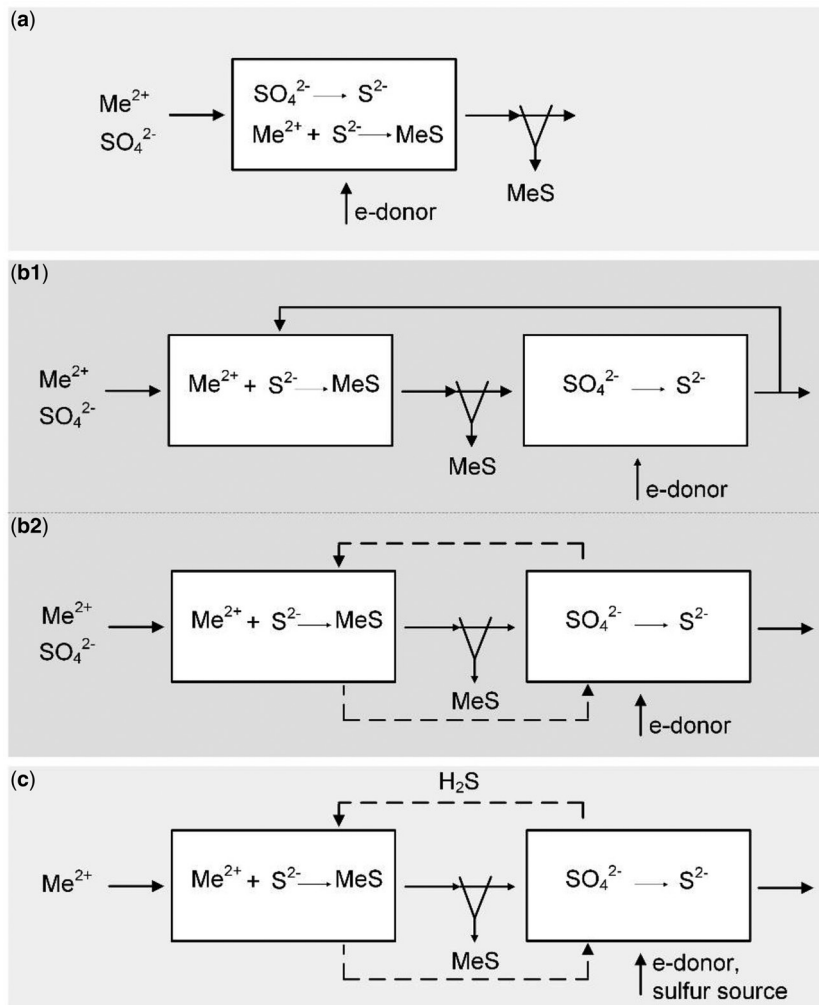 (a)
Me²⁺
SO₄²⁻
SO₄²⁻ → S²⁻
Me²⁺ + S²⁻ → MeS
MeS
e-donor
(b1)
Me²⁺
SO₄²⁻
Me²⁺ + S²⁻ → MeS
SO₄²⁻ → S²⁻
MeS
e-donor
(b2)
Me²⁺
SO₄²⁻
Me²⁺ + S²⁻ → MeS
SO₄²⁻ → S²⁻
MeS
e-donor
(c)
H₂S
Me²⁺
Me²⁺ + S²⁻ → MeS
SO₄²⁻ → S²⁻
MeS
e-donor,
sulfur source